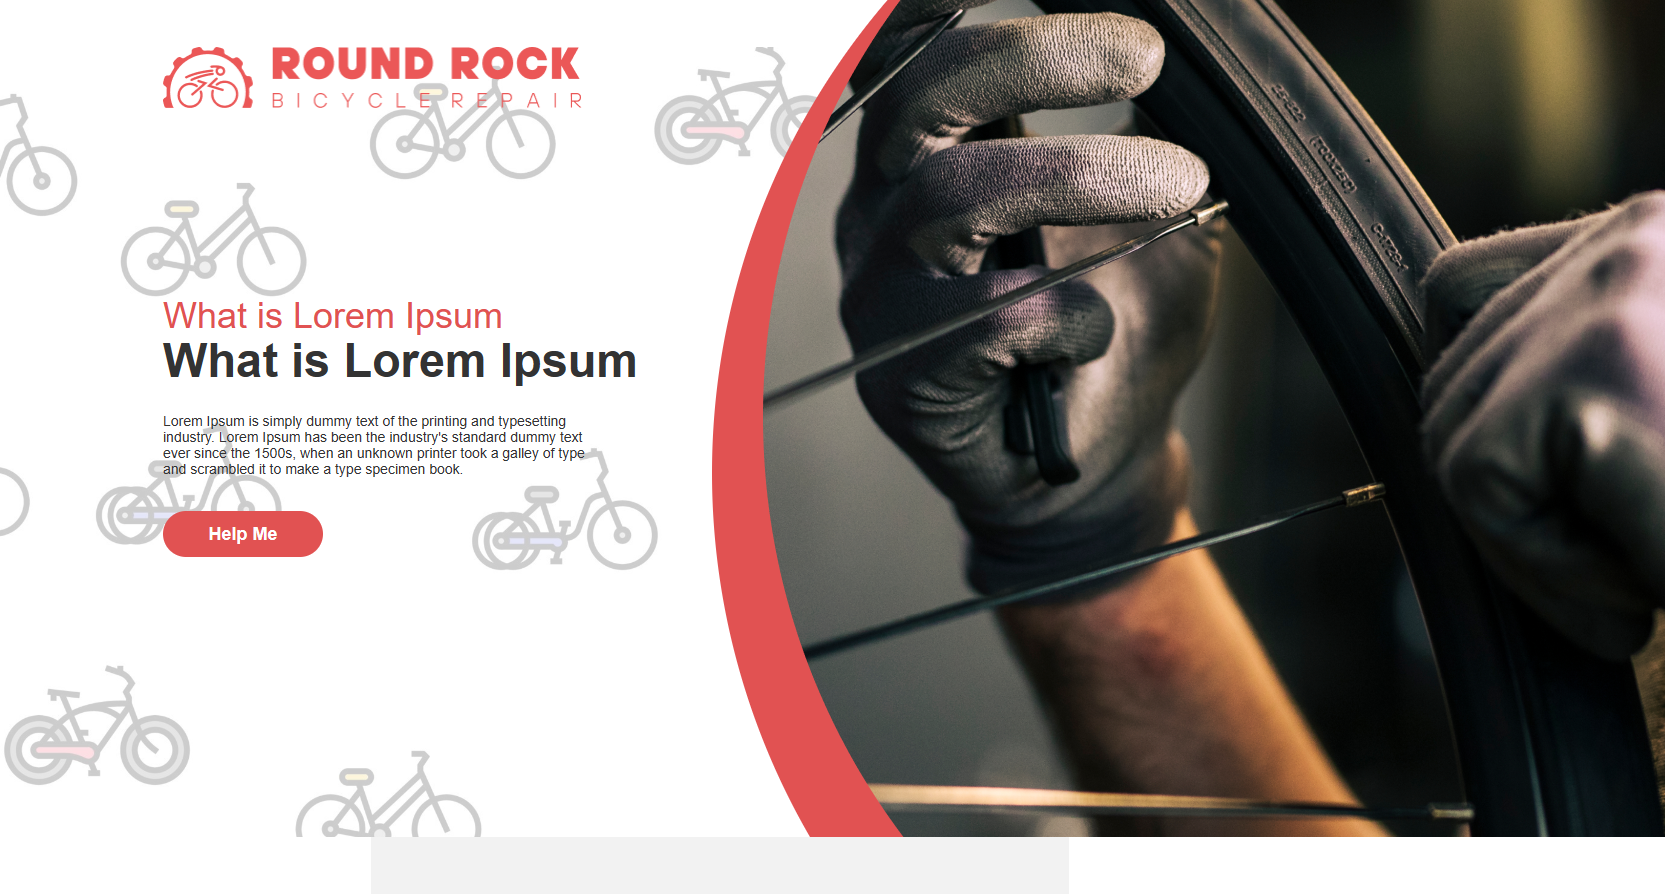 ROUND ROCK
BICYCLE REPAIR
What is Lorem Ipsum
What is Lorem Ipsum
Lorem Ipsum is simply dummy text of the printing and typesetting
industry. Lorem Ipsum has been the industry's standard dummy text
ever since the 1500s, when an unknown printer took a galley of type
and scrambled it to make a type specimen book.
Help Me